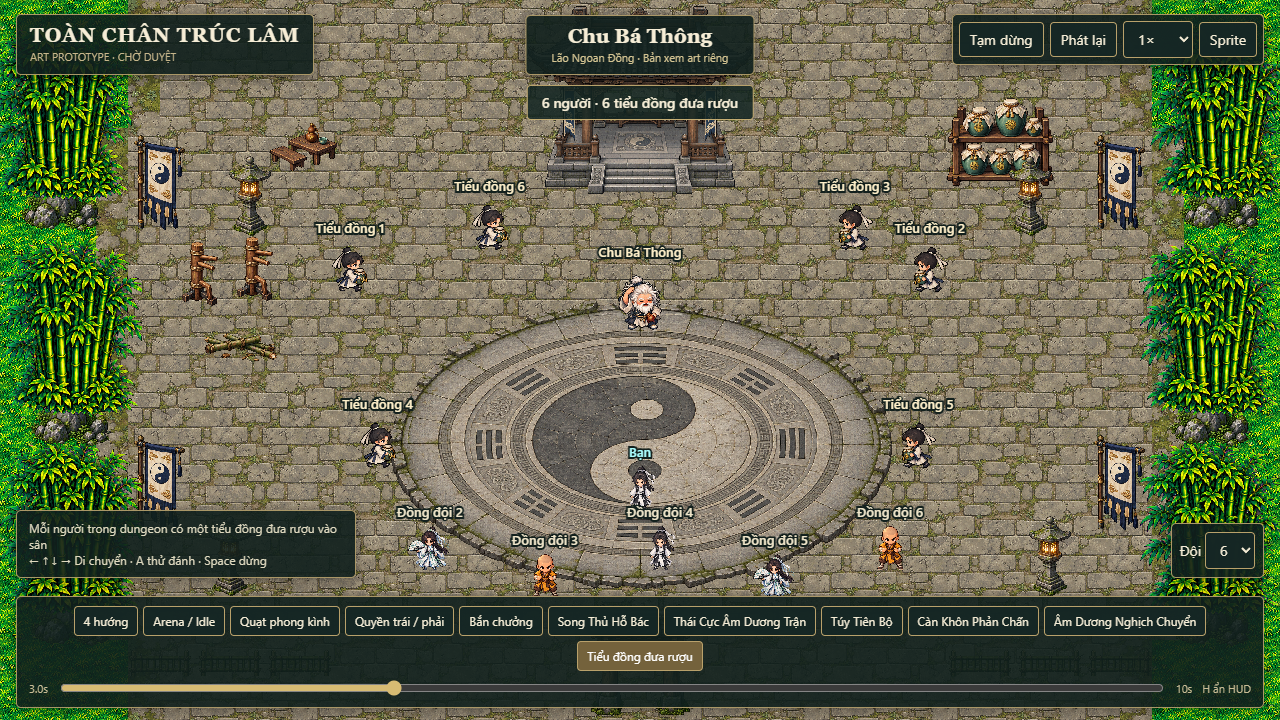 TOÀN CHÂN TRÚC LÂM
ART PROTOTYPE · CHỜ DUYỆT
Chu Bá Thông
Lão Ngoan Đồng · Bản xem art riêng
6 người · 6 tiểu đồng đưa rượu
Tạm dừng
Phát lại
1×
Sprite
Tiểu đồng 6
Tiểu đồng 3
Tiểu đồng 1
Tiểu đồng 2
Chu Bá Thông
Tiểu đồng 4
Tiểu đồng 5
Bạn
Đồng đội 2
Đồng đội 4
Đồng đội 6
Đồng đội 3
Đồng đội 5
Mỗi người trong dungeon có một tiểu đồng đưa rượu vào
sân
← ↑ ↓ → Di chuyển · A thử đánh · Space dừng
Đội
6
4 hướng
Arena / Idle
Quạt phong kình
Quyền trái / phải
Bắn chưởng
Song Thủ Hỗ Bác
Thái Cực Âm Dương Trận
Túy Tiên Bộ
Càn Khôn Phản Chấn
Âm Dương Nghịch Chuyển
Tiểu đồng đưa rượu
3.0s
10s
H ẩn HUD